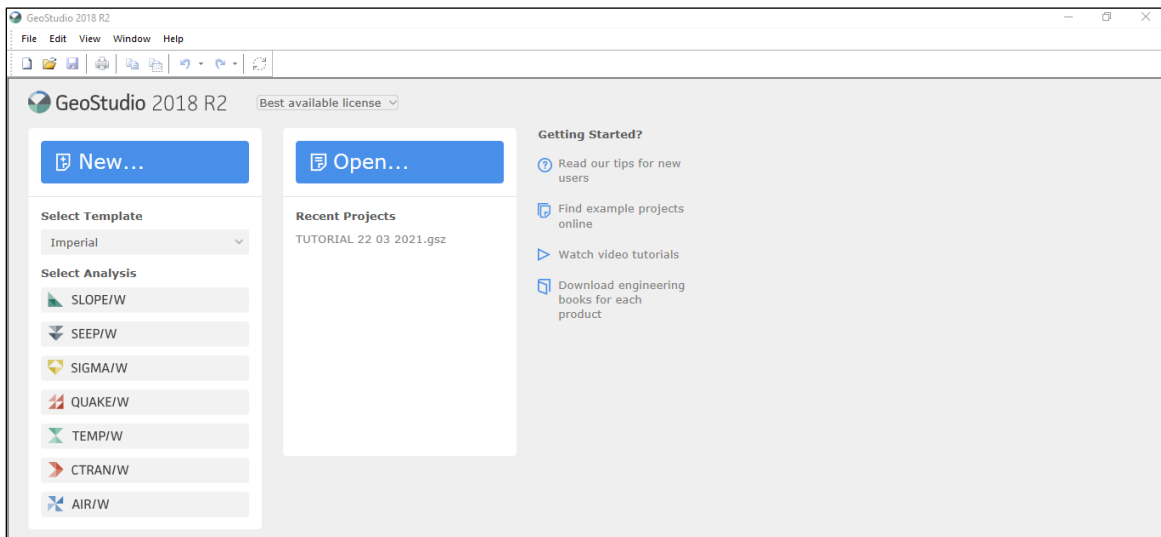 GeoStudio 2018 R2
File Edit View Window Help
GeoStudio 2018 R2
Best available license
New...
Select Template
Imperial
Select Analysis
SLOPE/W
SEEP/W
SIGMA/W
QUAKE/W
TEMP/W
CTRAN/W
AIR/W
Open...
Recent Projects
TUTORIAL 22 03 2021.gsz
Getting Started?
Read our tips for new
users
Find example projects
online
Watch video tutorials
Download engineering
books for each
product